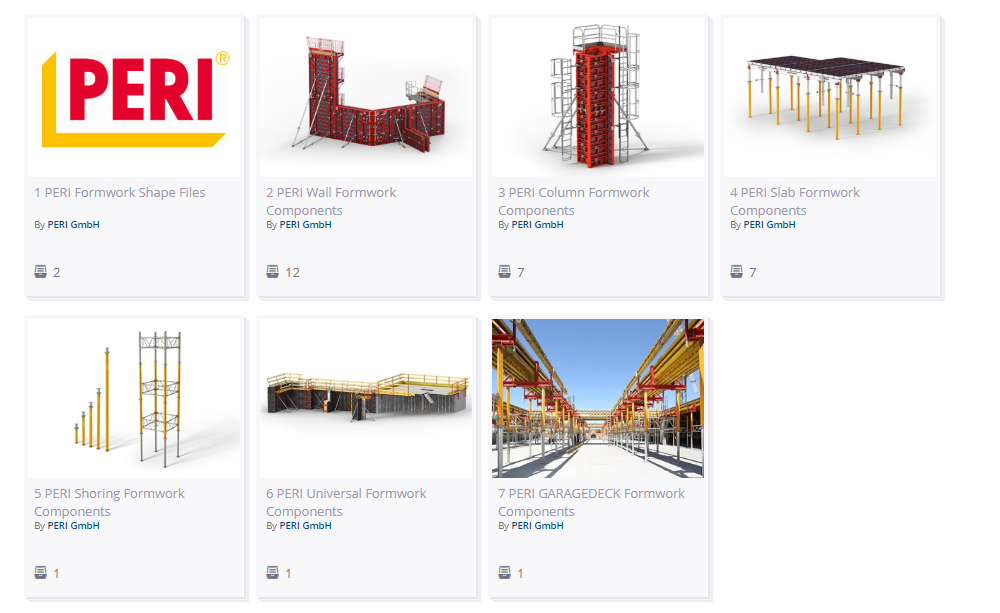 PERI®
1 PERI Formwork Shape Files
By PERI GmbH
2
2 PERI Wall Formwork
Components
By PERI GmbH
12
3 PERI Column Formwork
Components
By PERI GmbH
7
4 PERI Slab Formwork
Components
By PERI GmbH
7
5 PERI Shoring Formwork
Components
By PERI GmbH
1
6 PERI Universal Formwork
Components
By PERI GmbH
1
7 PERI GARAGEDECK Formwork
Components
By PERI GmbH
1